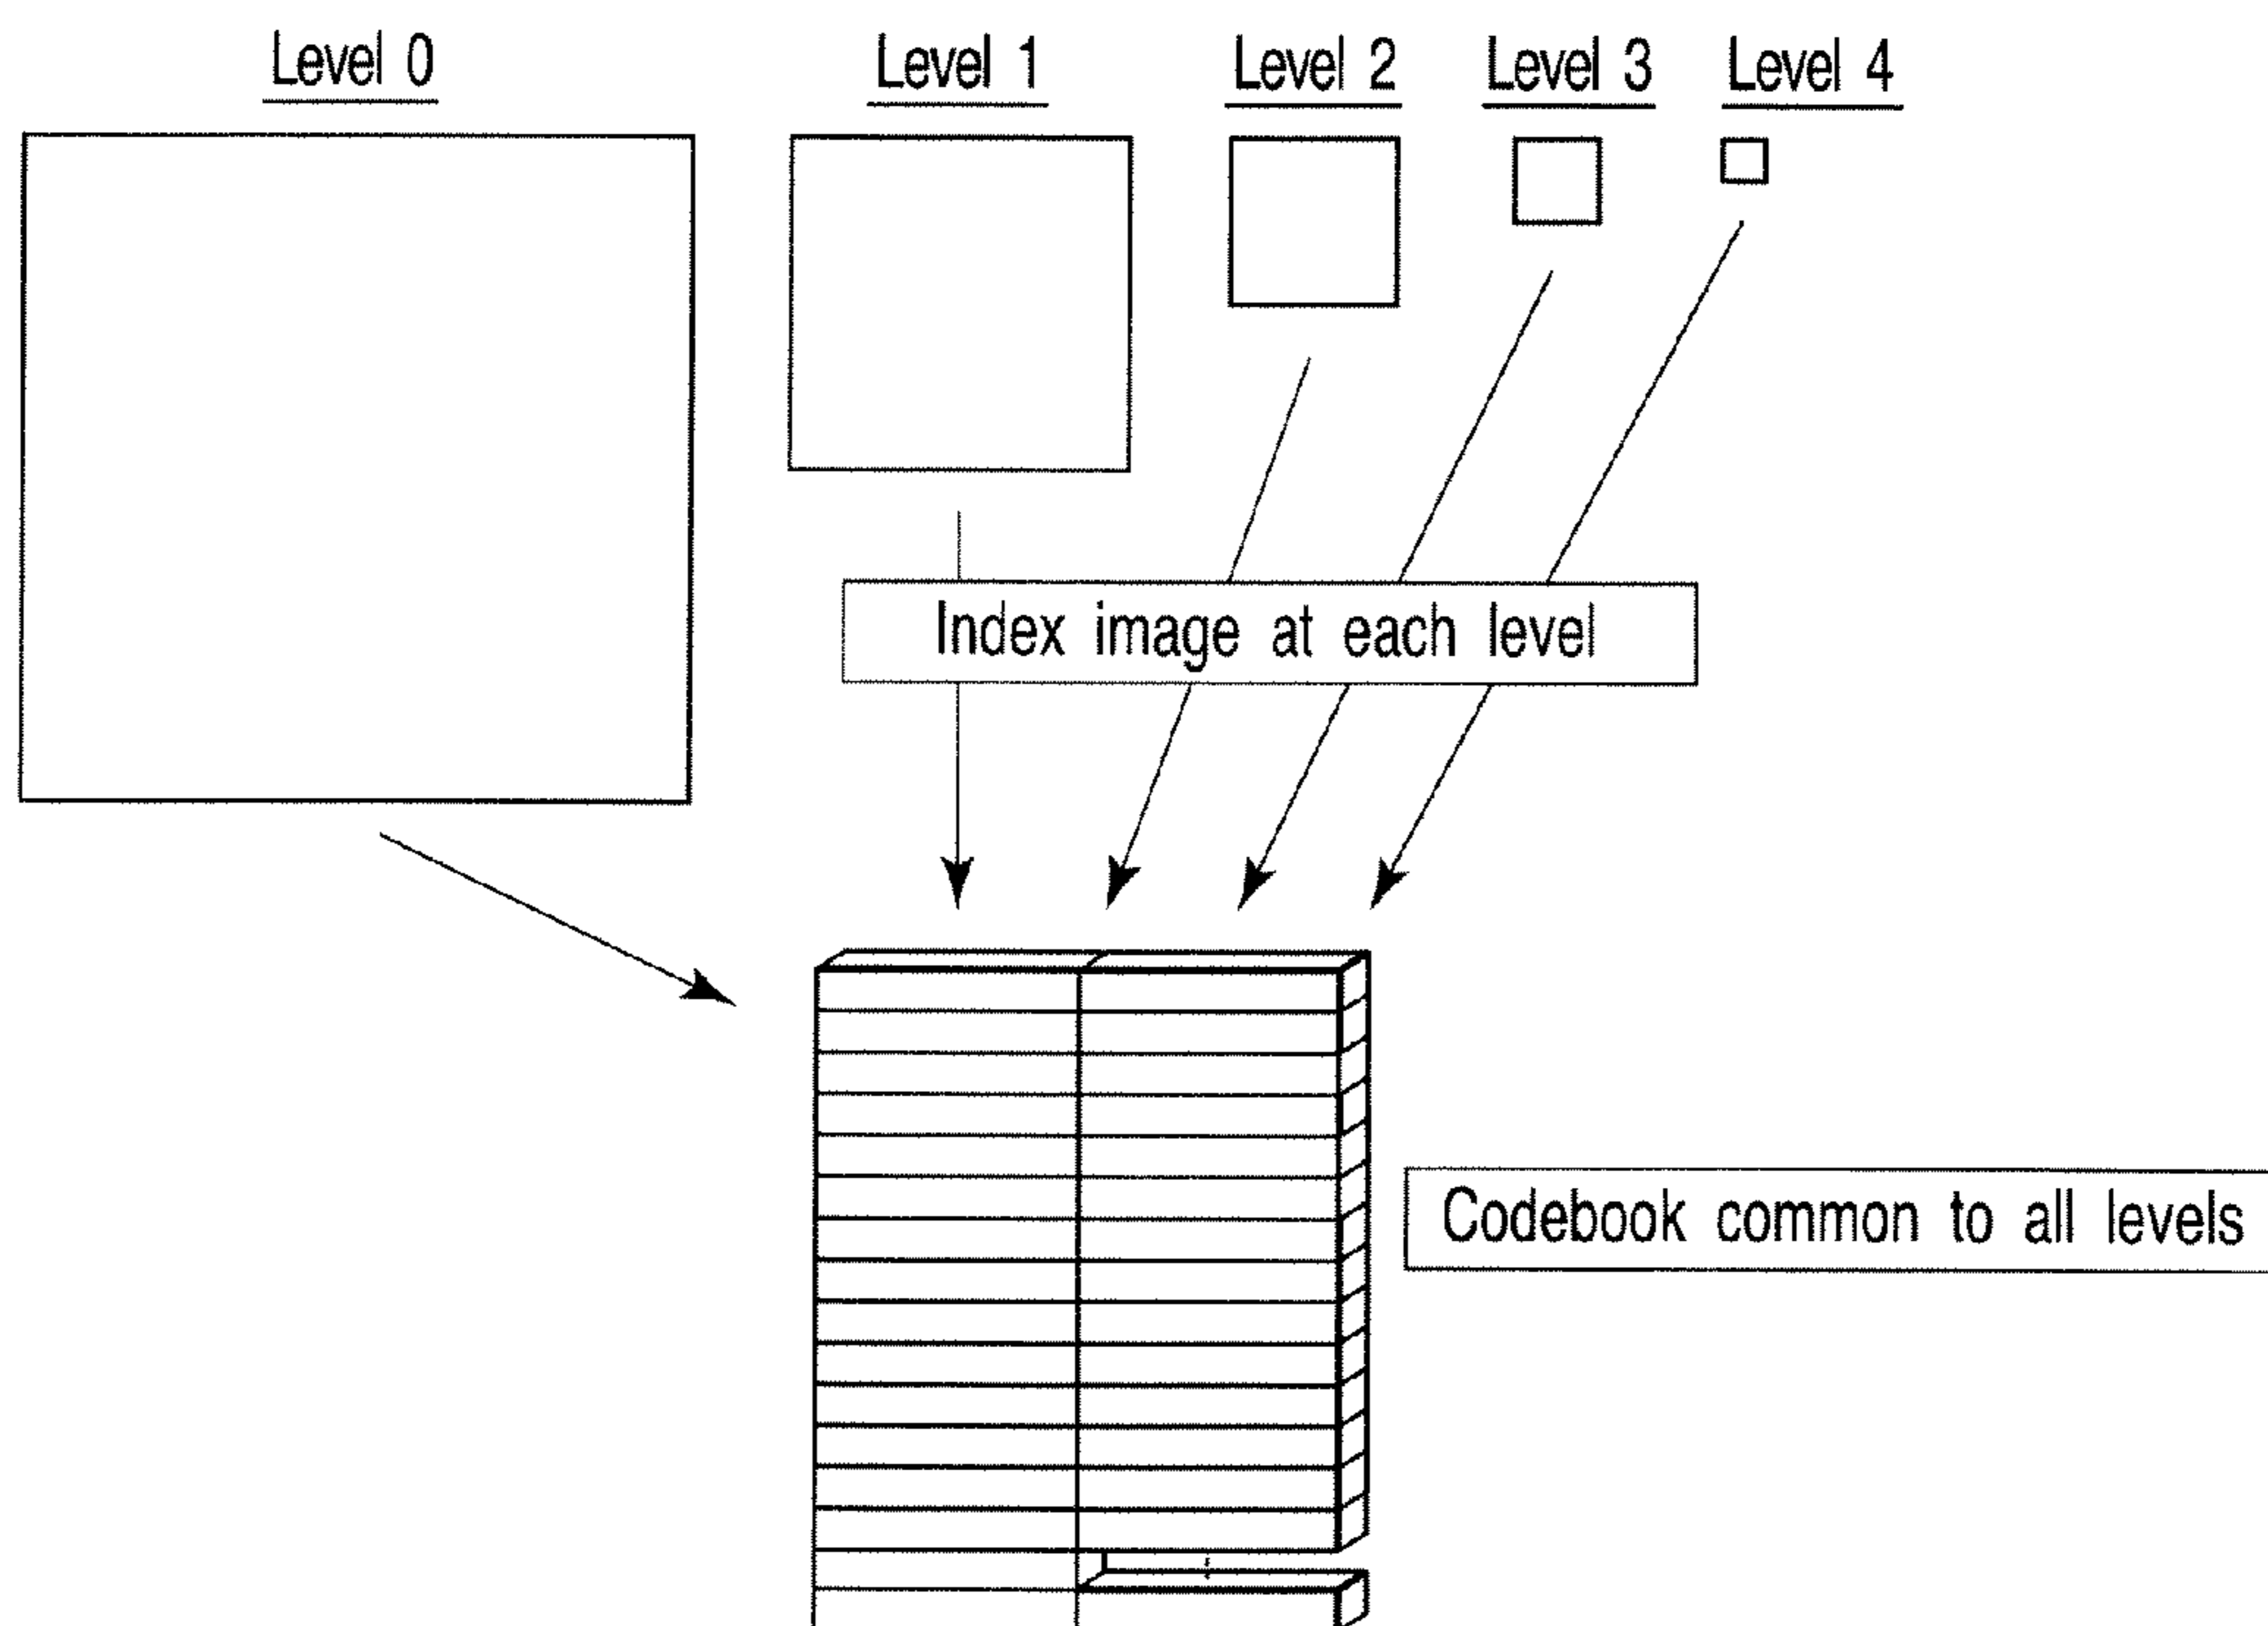 Level 0
Level 1
Level 2
Level 3
Level 4
Index image at each level
Codebook common to all levels